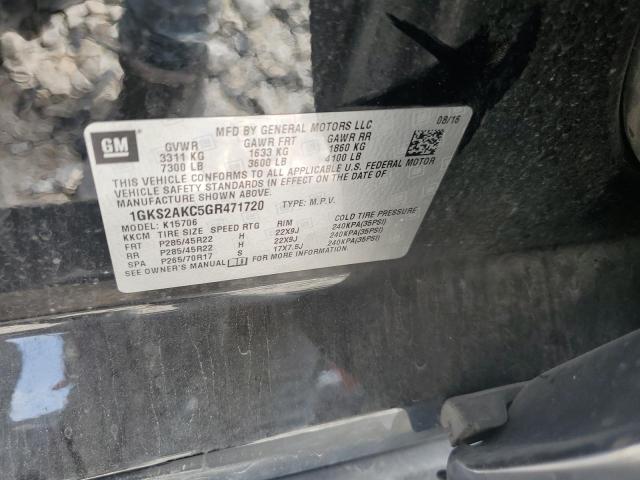 GM
MFD BY GENERAL MOTORS LLC 08/16
GVWR GAWR FRT GAWR RR
3311 KG 1633 KG 1860 KG
7300 LB 3600 LB 4100 LB
THIS VEHICLE CONFORMS TO ALL APPLICABLE U.S. FEDERAL MOTOR
VEHICLE SAFETY STANDARDS IN EFFECT ON THE DATE OF
MANUFACTURE SHOWN ABOVE.
1GKS2AKC5GR471720 TYPE: M.P.V.
MODEL: K15706
KKCM TIRE SIZE SPEED RTG RIM COLD TIRE PRESSURE
FRT P285/45R22 H 22X9J 240KPA(35PSI)
RR P285/45R22 H 22X9J 240KPA(35PSI)
SP P265/70R17 S 17X7.5J 240KPA(35PSI)
SEE OWNER'S MANUAL FOR MORE INFORMATION.